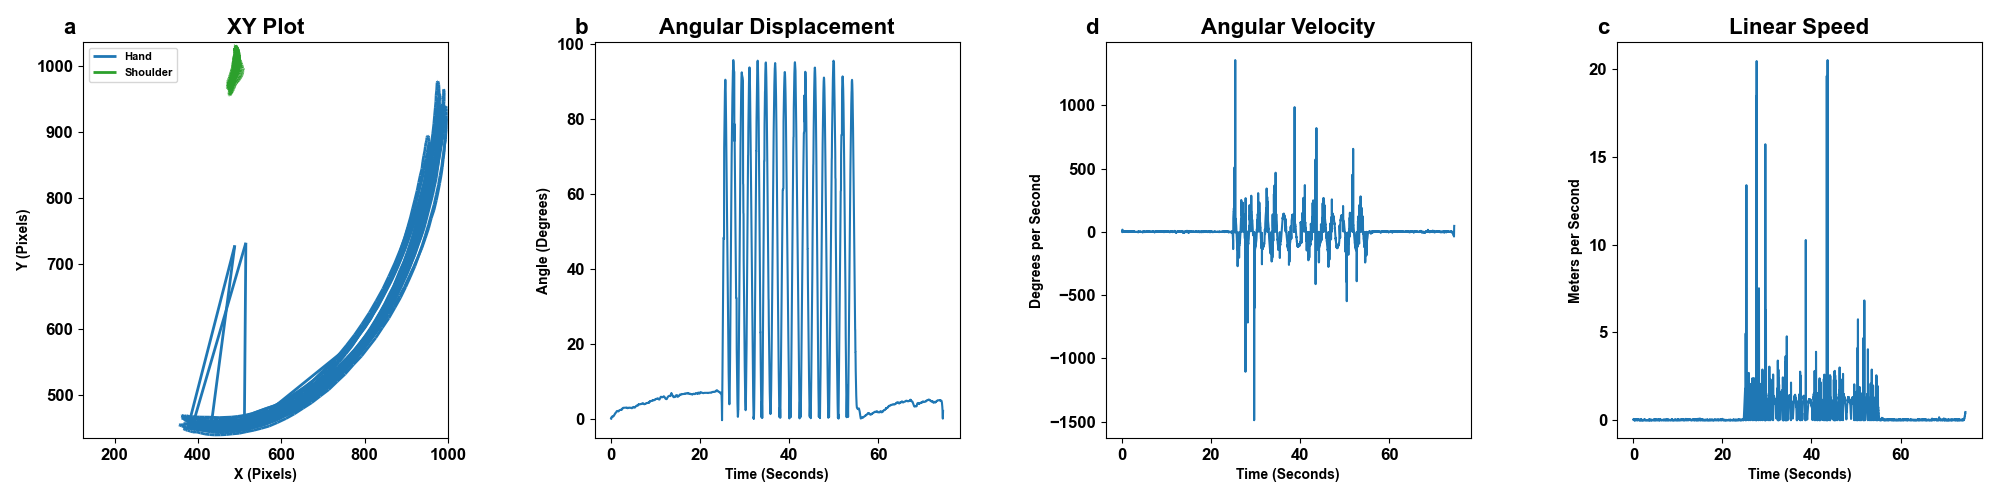 a
XY Plot
Hand
Shoulder
Y (Pixels)
1000
900
800
700
600
500
200
400
600
800
1000
X (Pixels)
b
Angular Displacement
Angle (Degrees)
100
80
60
40
20
0
0
20
40
60
Time (Seconds)
d
Angular Velocity
Degrees per Second
1000
500
0
−500
−1000
−1500
0
20
40
60
Time (Seconds)
c
Linear Speed
Meters per Second
20
15
10
5
0
0
20
40
60
Time (Seconds)